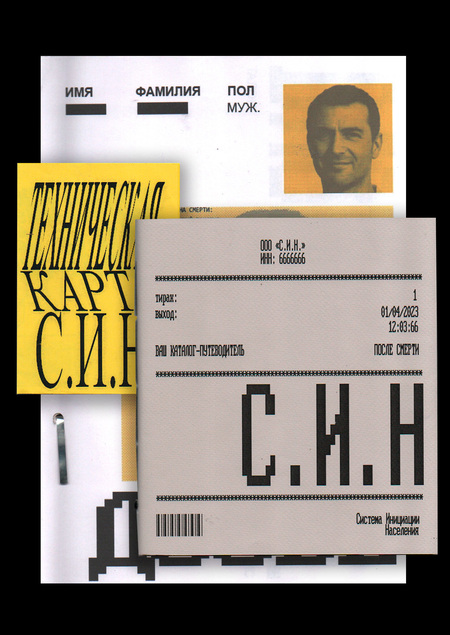 ИМЯ ФАМИЛИЯ ПОЛ
МУЖ.
СМЕРТИ:
ТЕХНИЧЕСКАЯ
КАРТ
С.И.Н
ООО «С.И.Н.»
ИНН: 6666666
тираж: 1
выход: 01/04/2023
12:03:66
ВАШ КАТАЛОГ-ПУТЕВОДИТЕЛЬ ПОСЛЕ СМЕРТИ
С.И.Н
Система Инициации
Населения